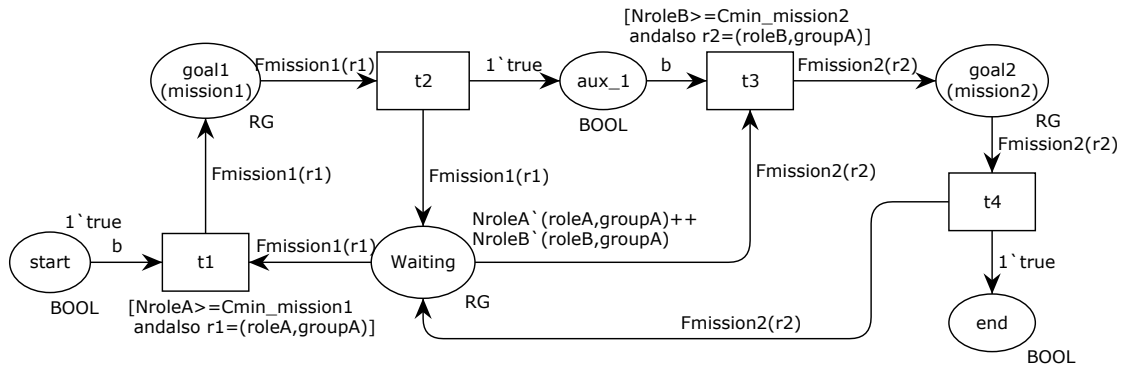 [NroleB>=Cmin_mission2
andalso r2=(roleB,groupA)]
goal1
(mission1)
RG
Fmission1(r1)
t2
1`true
aux_1
BOOL
b
t3
Fmission2(r2)
goal2
(mission2)
RG
Fmission2(r2)
Fmission1(r1)
Fmission1(r1)
Fmission2(r2)
t4
1`true
start
BOOL
b
t1
[NroleA>=Cmin_mission1
andalso r1=(roleA,groupA)]
Fmission1(r1)
Waiting
RG
NroleA`(roleA,groupA)++
NroleB`(roleB,groupA)
1`true
Fmission2(r2)
end
BOOL